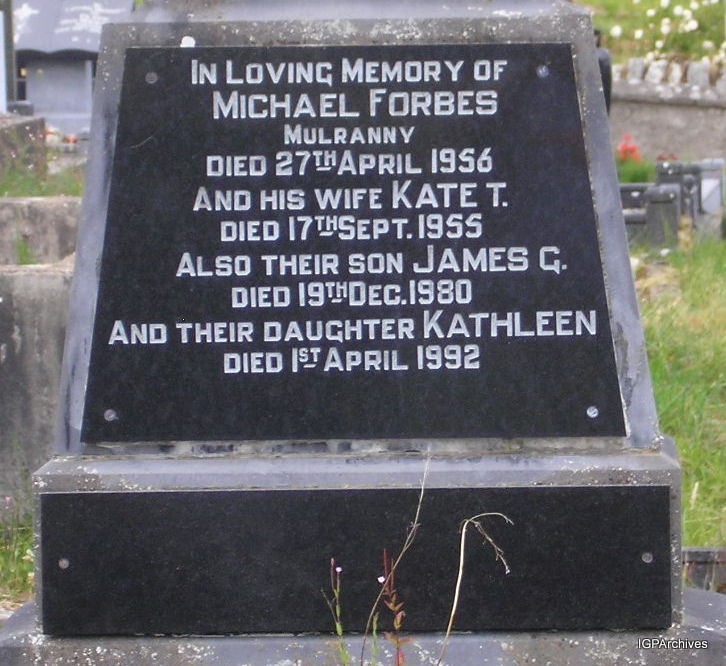 In Loving Memory of
Michael Forbes
Mulranny
Died 27th April 1956
And his wife Kate T.
Died 17th Sept. 1955
Also their son James G.
Died 19th Dec. 1980
And their daughter Kathleen
Died 1st April 1992
IGPArchives